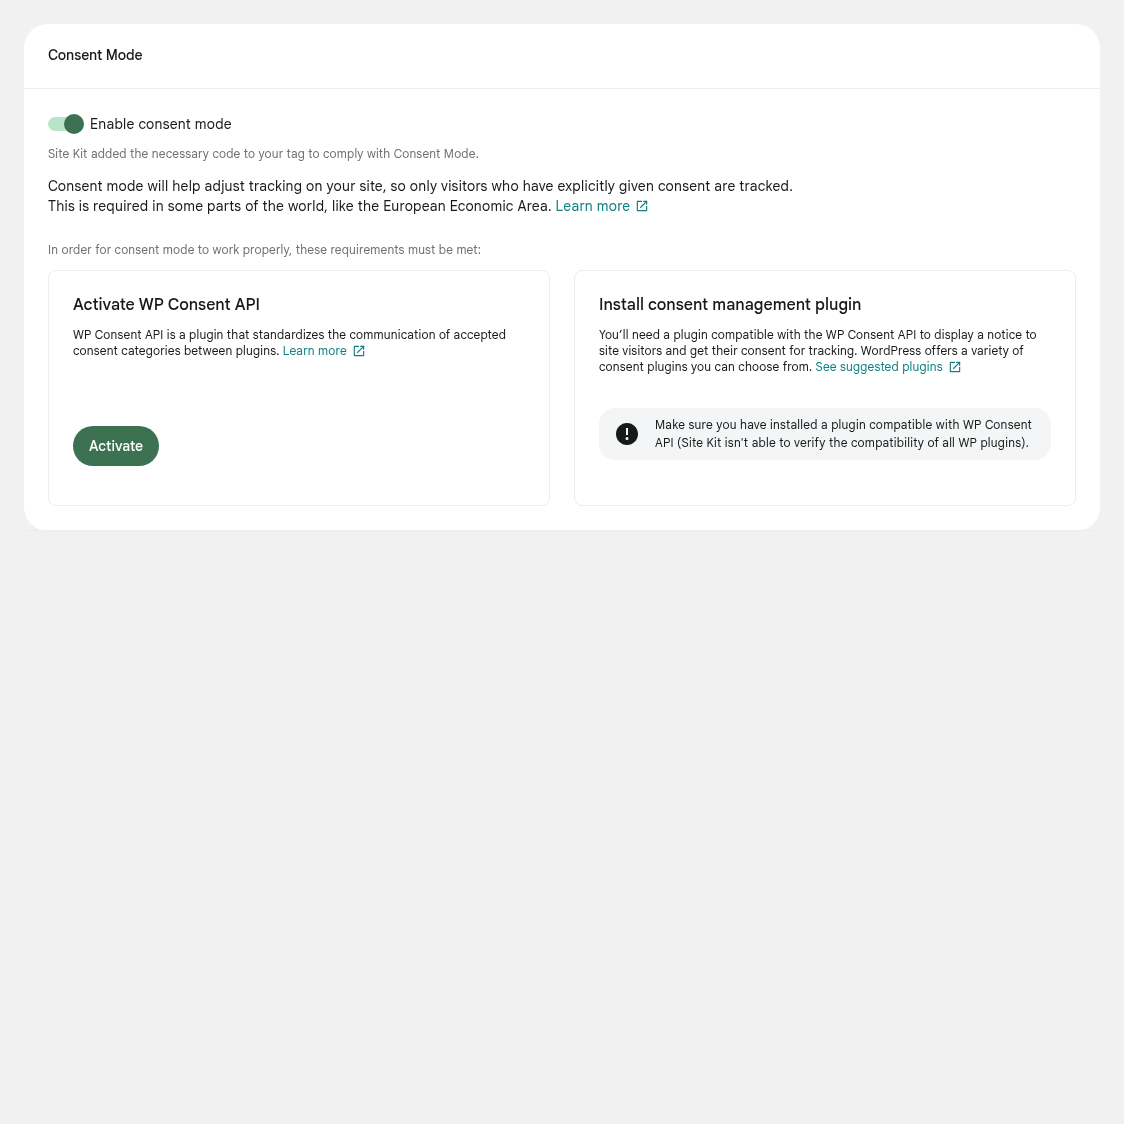 Consent Mode
Enable consent mode
Site Kit added the necessary code to your tag to comply with Consent Mode.
Consent mode will help adjust tracking on your site, so only visitors who have explicitly given consent are tracked.
This is required in some parts of the world, like the European Economic Area. Learn more
In order for consent mode to work properly, these requirements must be met:
Activate WP Consent API
WP Consent API is a plugin that standardizes the communication of accepted
consent categories between plugins. Learn more
Activate
Install consent management plugin
You’ll need a plugin compatible with the WP Consent API to display a notice to
site visitors and get their consent for tracking. WordPress offers a variety of
consent plugins you can choose from. See suggested plugins
Make sure you have installed a plugin compatible with WP Consent
API (Site Kit isn't able to verify the compatibility of all WP plugins).